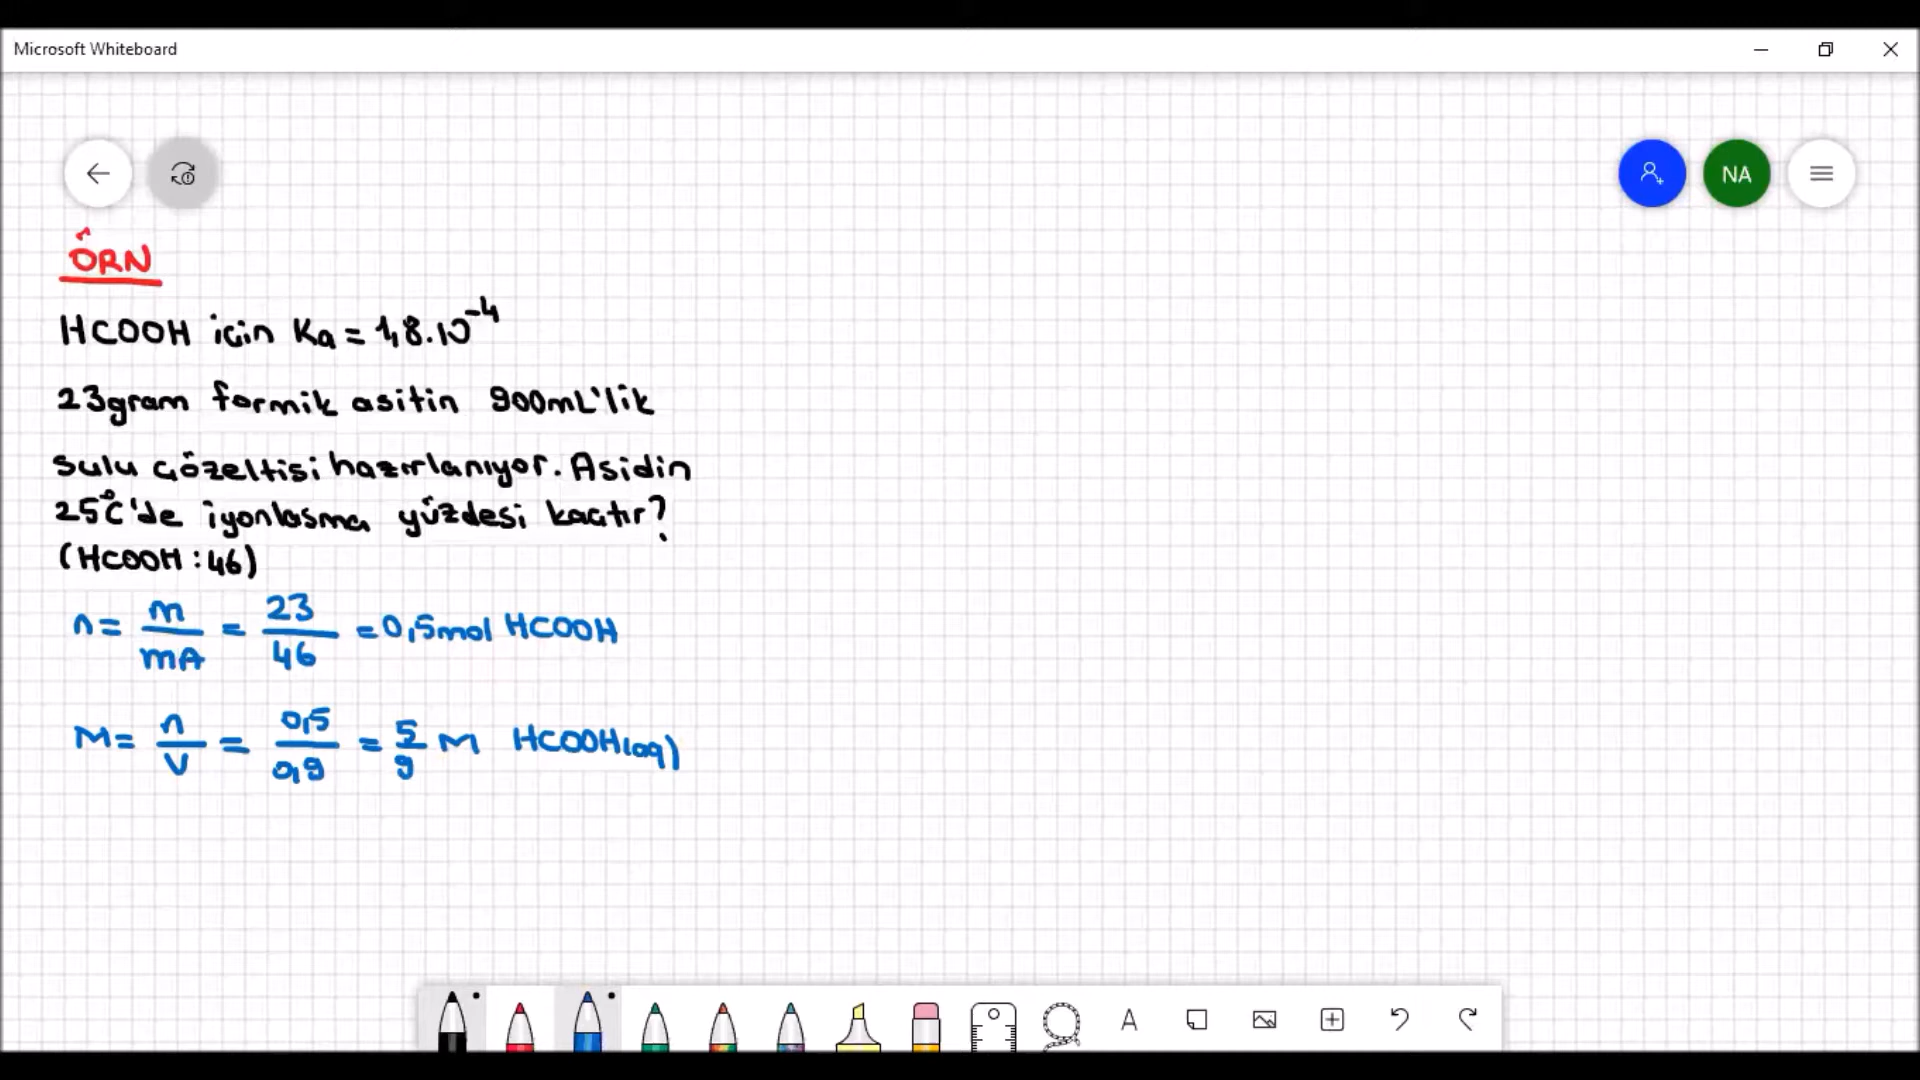 Microsoft Whiteboard
NA
ÖRN
HCOOH için Ka = 1,8.10⁻⁴
23gram formik asitin 900mL'lik
sulu çözeltisi hazırlanıyor. Asidin
25°C'de iyonlaşma yüzdesi kaçtır?
(HCOOH : 46)
n = m/mA = 23/46 = 0,5mol HCOOH
M = n/V = 0,5/0,9 = 5/9 M HCOOH(aq)
A